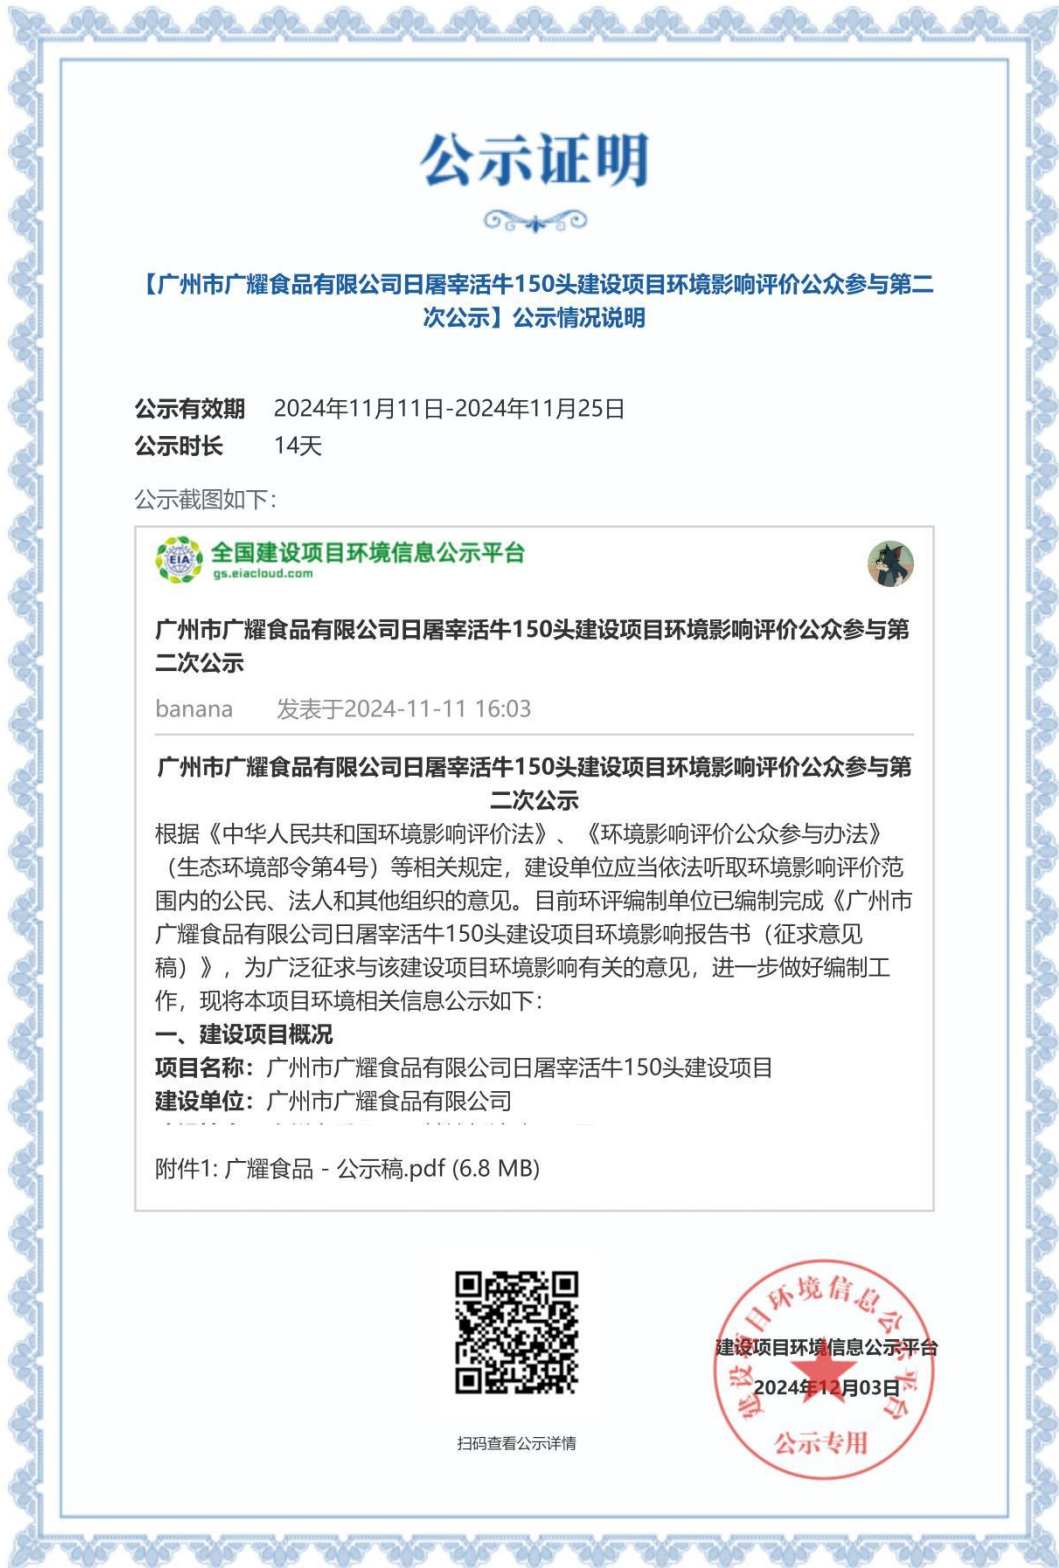 公示证明
【广州市广耀食品有限公司日屠宰活牛150头建设项目环境影响评价公众参与第二
次公示】公示情况说明
公示有效期 2024年11月11日-2024年11月25日
公示时长 14天
公示截图如下：
EIA 全国建设项目环境信息公示平台
gs.eiacloud.com
广州市广耀食品有限公司日屠宰活牛150头建设项目环境影响评价公众参与第
二次公示
banana 发表于2024-11-11 16:03
广州市广耀食品有限公司日屠宰活牛150头建设项目环境影响评价公众参与第
二次公示
根据《中华人民共和国环境影响评价法》、《环境影响评价公众参与办法》
（生态环境部令第4号）等相关规定，建设单位应当依法听取环境影响评价范
围内的公民、法人和其他组织的意见。目前环评编制单位已编制完成《广州市
广耀食品有限公司日屠宰活牛150头建设项目环境影响报告书（征求意见
稿）》，为广泛征求与该建设项目环境影响有关的意见，进一步做好编制工
作，现将本项目环境相关信息公示如下：
一、建设项目概况
项目名称：广州市广耀食品有限公司日屠宰活牛150头建设项目
建设单位：广州市广耀食品有限公司
附件1: 广耀食品 - 公示稿.pdf (6.8 MB)
扫码查看公示详情
建设项目环境信息公示平台
建设项目环境信息公示平台
2024年12月03日
公示专用